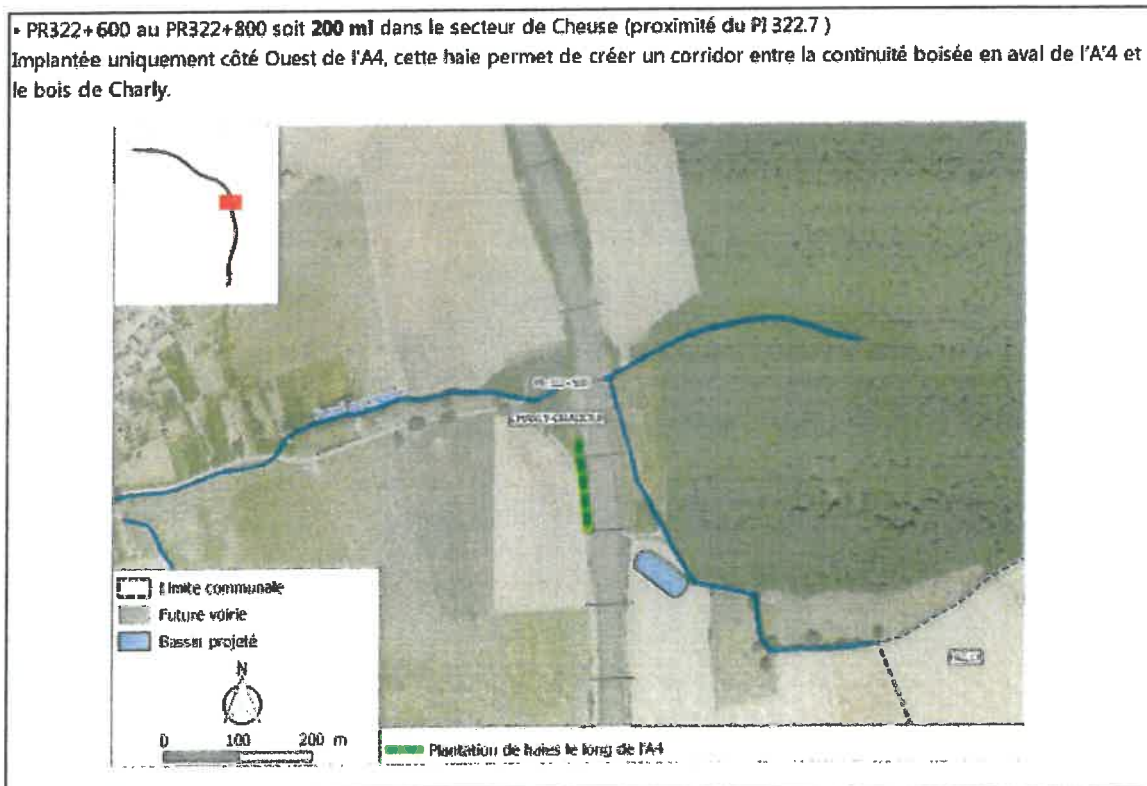 ▪ PR322+600 au PR322+800 soit 200 ml dans le secteur de Cheuse (proximité du PI 322.7 )
Implantée uniquement côté Ouest de l'A4, cette haie permet de créer un corridor entre la continuité boisée en aval de l'A4 et
le bois de Charly.
Limite communale
Future voirie
Bassin projeté
N
0 100 200 m
Plantation de haies le long de l'A4